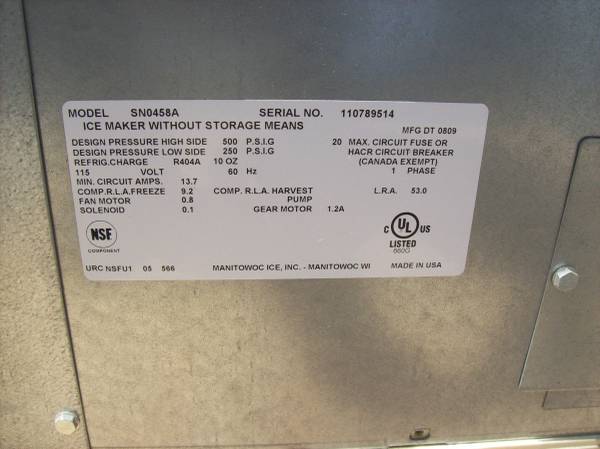 MODEL SN0458A SERIAL NO. 110789514
ICE MAKER WITHOUT STORAGE MEANS MFG DT 0809
DESIGN PRESSURE HIGH SIDE 500 P.S.I.G 20 MAX. CIRCUIT FUSE OR
DESIGN PRESSURE LOW SIDE 250 P.S.I.G HACR CIRCUIT BREAKER
REFRIG.CHARGE R404A 10 OZ (CANADA EXEMPT)
115 VOLT 60 Hz 1 PHASE
MIN. CIRCUIT AMPS. 13.7
COMP.R.L.A.FREEZE 9.2 COMP. R.L.A. HARVEST L.R.A. 53.0
FAN MOTOR 0.8 PUMP
SOLENOID 0.1 GEAR MOTOR 1.2A
NSF
COMPONENT
C UL US
LISTED
660G
URC NSFU1 05 566 MANITOWOC ICE, INC. - MANITOWOC WI MADE IN USA